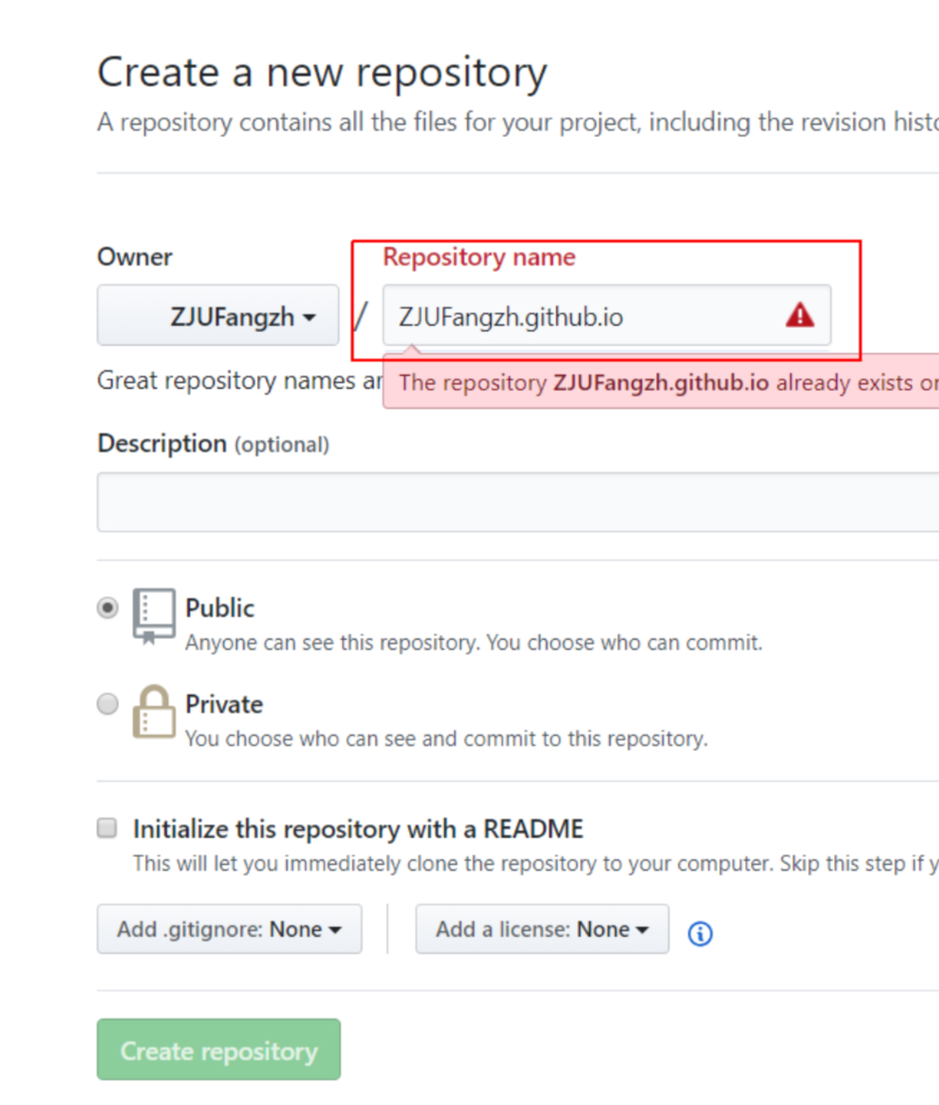 Create a new repository
A repository contains all the files for your project, including the revision
Owner
Repository name
ZJUFangzh
/
ZJUFangzh.github.io
Great repository names
The repository ZJUFangzh.github.io already exists
Description (optional)
Public
Anyone can see this repository. You choose who can commit.
Private
You choose who can see and commit to this repository.
Initialize this repository with a README
This will let you immediately clone the repository to your computer. Skip this step if
Add .gitignore: None
Add a license: None
Create repository